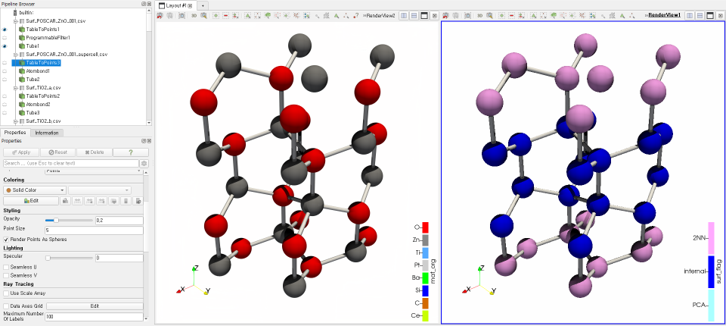 Pipeline Browser
builtin:
Surf_POSCAR_ZnO_001.csv
TableToPoints1
ProgrammableFilter1
Tube1
Surf_POSCAR_ZnO_001_supercell.csv
TableToPoints3
Atombond1
Tube2
Surf_TiO2_a.csv
TableToPoints2
Atombond2
Tube3
Surf_TiO2_b.csv
Properties Information
Properties
Apply Reset Delete ?
Search ... (use Esc to clear text)
Coloring
Solid Color
Edit
Styling
Opacity 0,2
Point Size 5
Render Points As Spheres
Lighting
Specular 0
Seamless U
Seamless V
Ray Tracing
Use Scale Array
Data Axes Grid Edit
Maximum Number
Of Labels 100
Layout #1
RenderView2
Z
X
Y
O
Zn
Ti
Pt
Ba
Si
C
Ce
mat_orig
RenderView1
Z
X
Y
2NN
internal
PCA
surf_flag